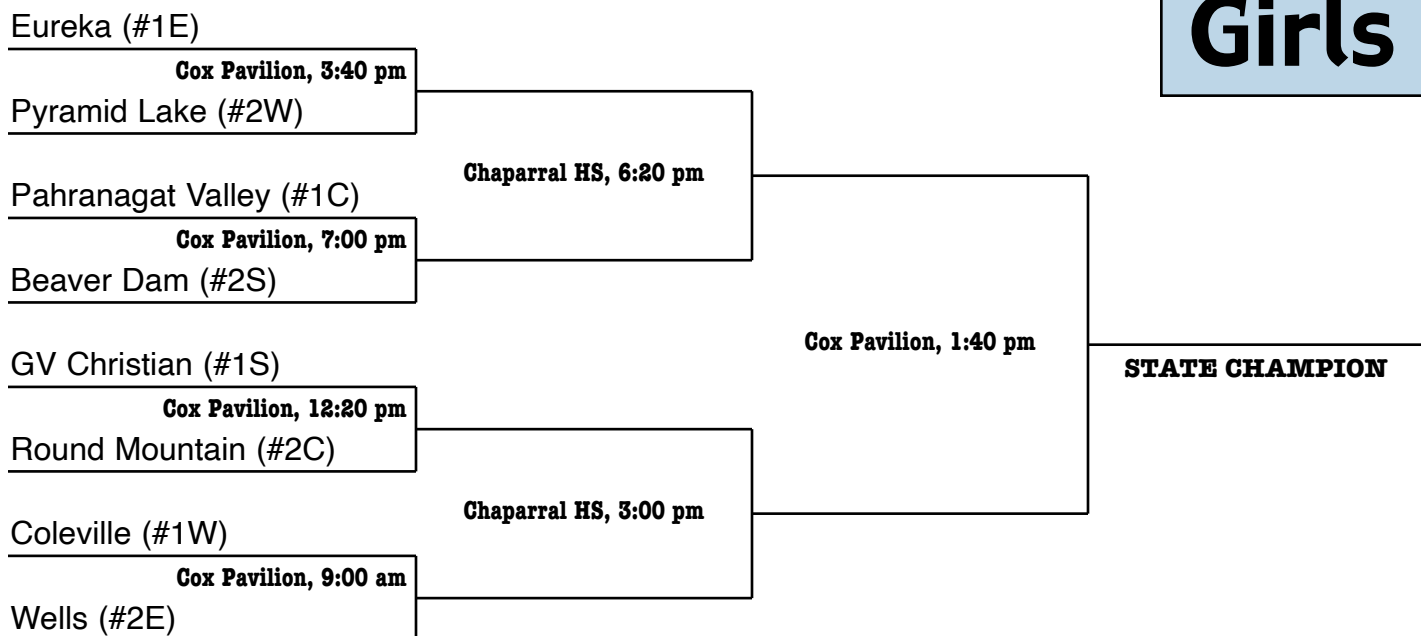 Girls
Eureka (#1E)
Cox Pavilion, 3:40 pm
Pyramid Lake (#2W)
Chaparral HS, 6:20 pm
Pahranagat Valley (#1C)
Cox Pavilion, 7:00 pm
Beaver Dam (#2S)
Cox Pavilion, 1:40 pm
STATE CHAMPION
GV Christian (#1S)
Cox Pavilion, 12:20 pm
Round Mountain (#2C)
Chaparral HS, 3:00 pm
Coleville (#1W)
Cox Pavilion, 9:00 am
Wells (#2E)